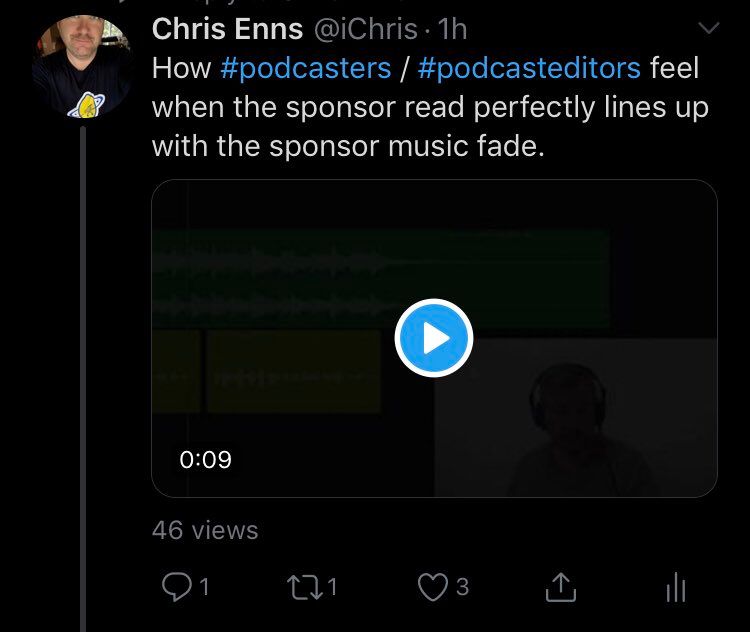 Chris Enns @iChris · 1h
How #podcasters / #podcasteditors feel
when the sponsor read perfectly lines up
with the sponsor music fade.
0:09
46 views
1 1 3